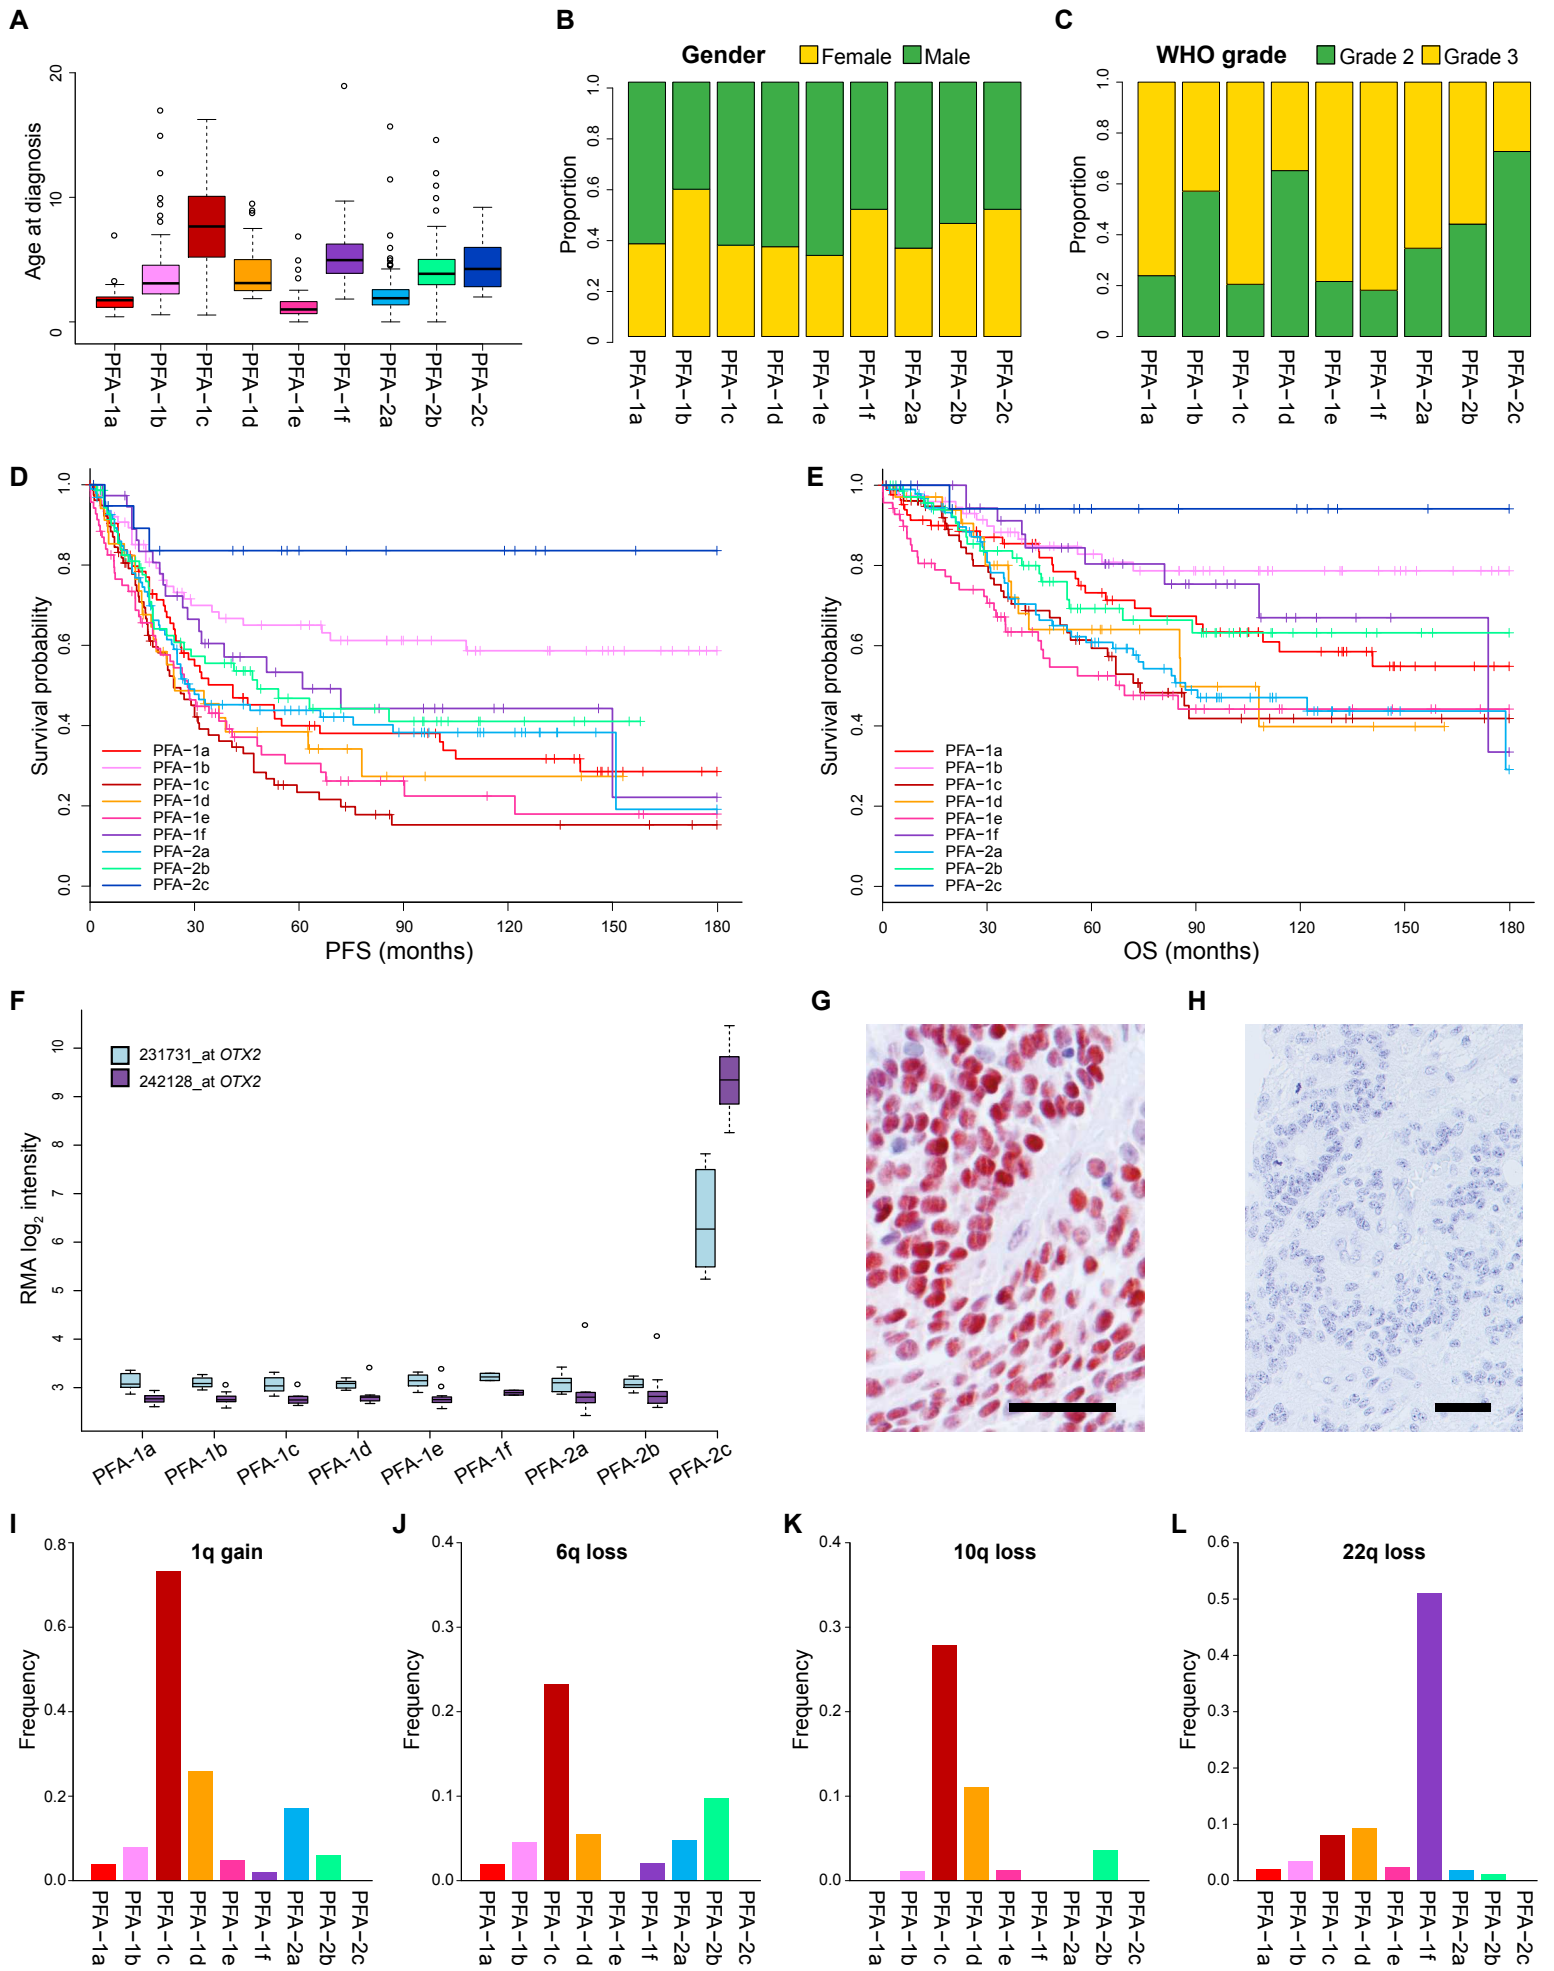 A
Age at diagnosis
20
10
0
PFA−1a
PFA−1b
PFA−1c
PFA−1d
PFA−1e
PFA−1f
PFA−2a
PFA−2b
PFA−2c
B
Gender
Female
Male
Proportion
1.0
0.8
0.6
0.4
0.2
0
PFA−1a
PFA−1b
PFA−1c
PFA−1d
PFA−1e
PFA−1f
PFA−2a
PFA−2b
PFA−2c
C
WHO grade
Grade 2
Grade 3
Proportion
1.0
0.8
0.6
0.4
0.2
0
PFA−1a
PFA−1b
PFA−1c
PFA−1d
PFA−1e
PFA−1f
PFA−2a
PFA−2b
PFA−2c
D
Survival probability
1.0
0.8
0.6
0.4
0.2
0.0
PFA−1a
PFA−1b
PFA−1c
PFA−1d
PFA−1e
PFA−1f
PFA−2a
PFA−2b
PFA−2c
0 30 60 90 120 150 180
PFS (months)
E
Survival probability
1.0
0.8
0.6
0.4
0.2
0.0
PFA−1a
PFA−1b
PFA−1c
PFA−1d
PFA−1e
PFA−1f
PFA−2a
PFA−2b
PFA−2c
0 30 60 90 120 150 180
OS (months)
F
RMA log2 intensity
10
9
8
7
6
5
4
3
231731_at OTX2
242128_at OTX2
PFA-1a
PFA-1b
PFA-1c
PFA-1d
PFA-1e
PFA-1f
PFA-2a
PFA-2b
PFA-2c
G
H
I
1q gain
Frequency
0.8
0.6
0.4
0.2
0.0
PFA−1a
PFA−1b
PFA−1c
PFA−1d
PFA−1e
PFA−1f
PFA−2a
PFA−2b
PFA−2c
J
6q loss
Frequency
0.4
0.3
0.2
0.1
0.0
PFA−1a
PFA−1b
PFA−1c
PFA−1d
PFA−1e
PFA−1f
PFA−2a
PFA−2b
PFA−2c
K
10q loss
Frequency
0.4
0.3
0.2
0.1
0.0
PFA−1a
PFA−1b
PFA−1c
PFA−1d
PFA−1e
PFA−1f
PFA−2a
PFA−2b
PFA−2c
L
22q loss
Frequency
0.6
0.5
0.4
0.3
0.2
0.1
0.0
PFA−1a
PFA−1b
PFA−1c
PFA−1d
PFA−1e
PFA−1f
PFA−2a
PFA−2b
PFA−2c